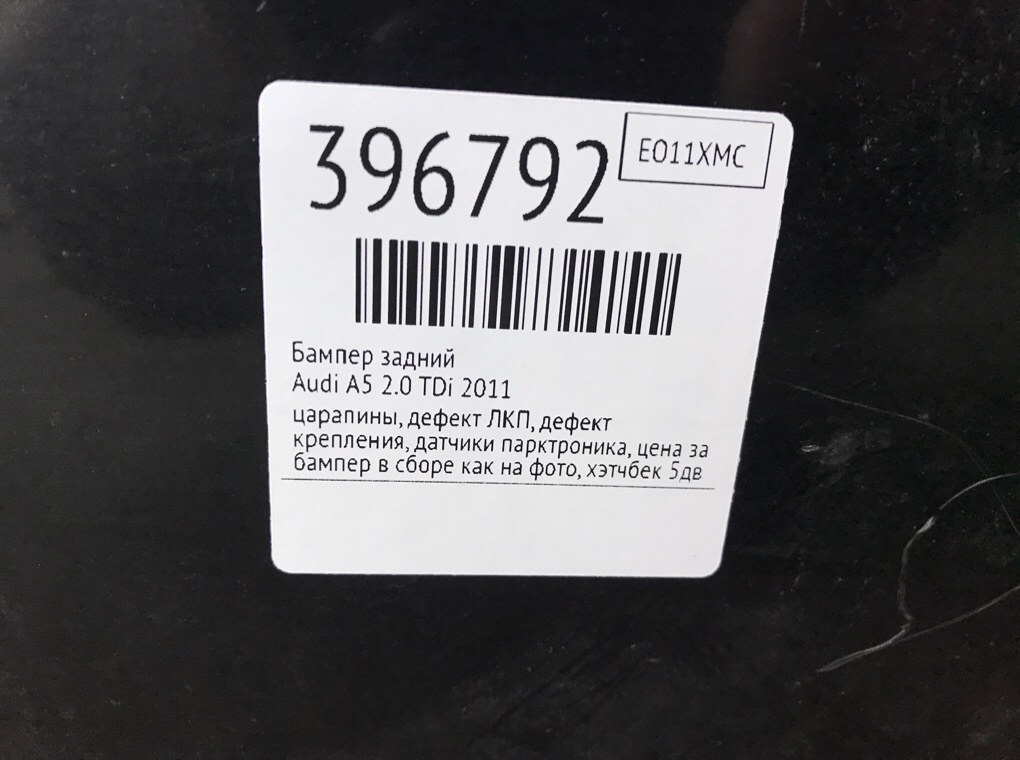 396792
E011XMC
Бампер задний
Audi A5 2.0 TDi 2011
царапины, дефект ЛКП, дефект
крепления, датчики парктроника, цена за
бампер в сборе как на фото, хэтчбек 5дв